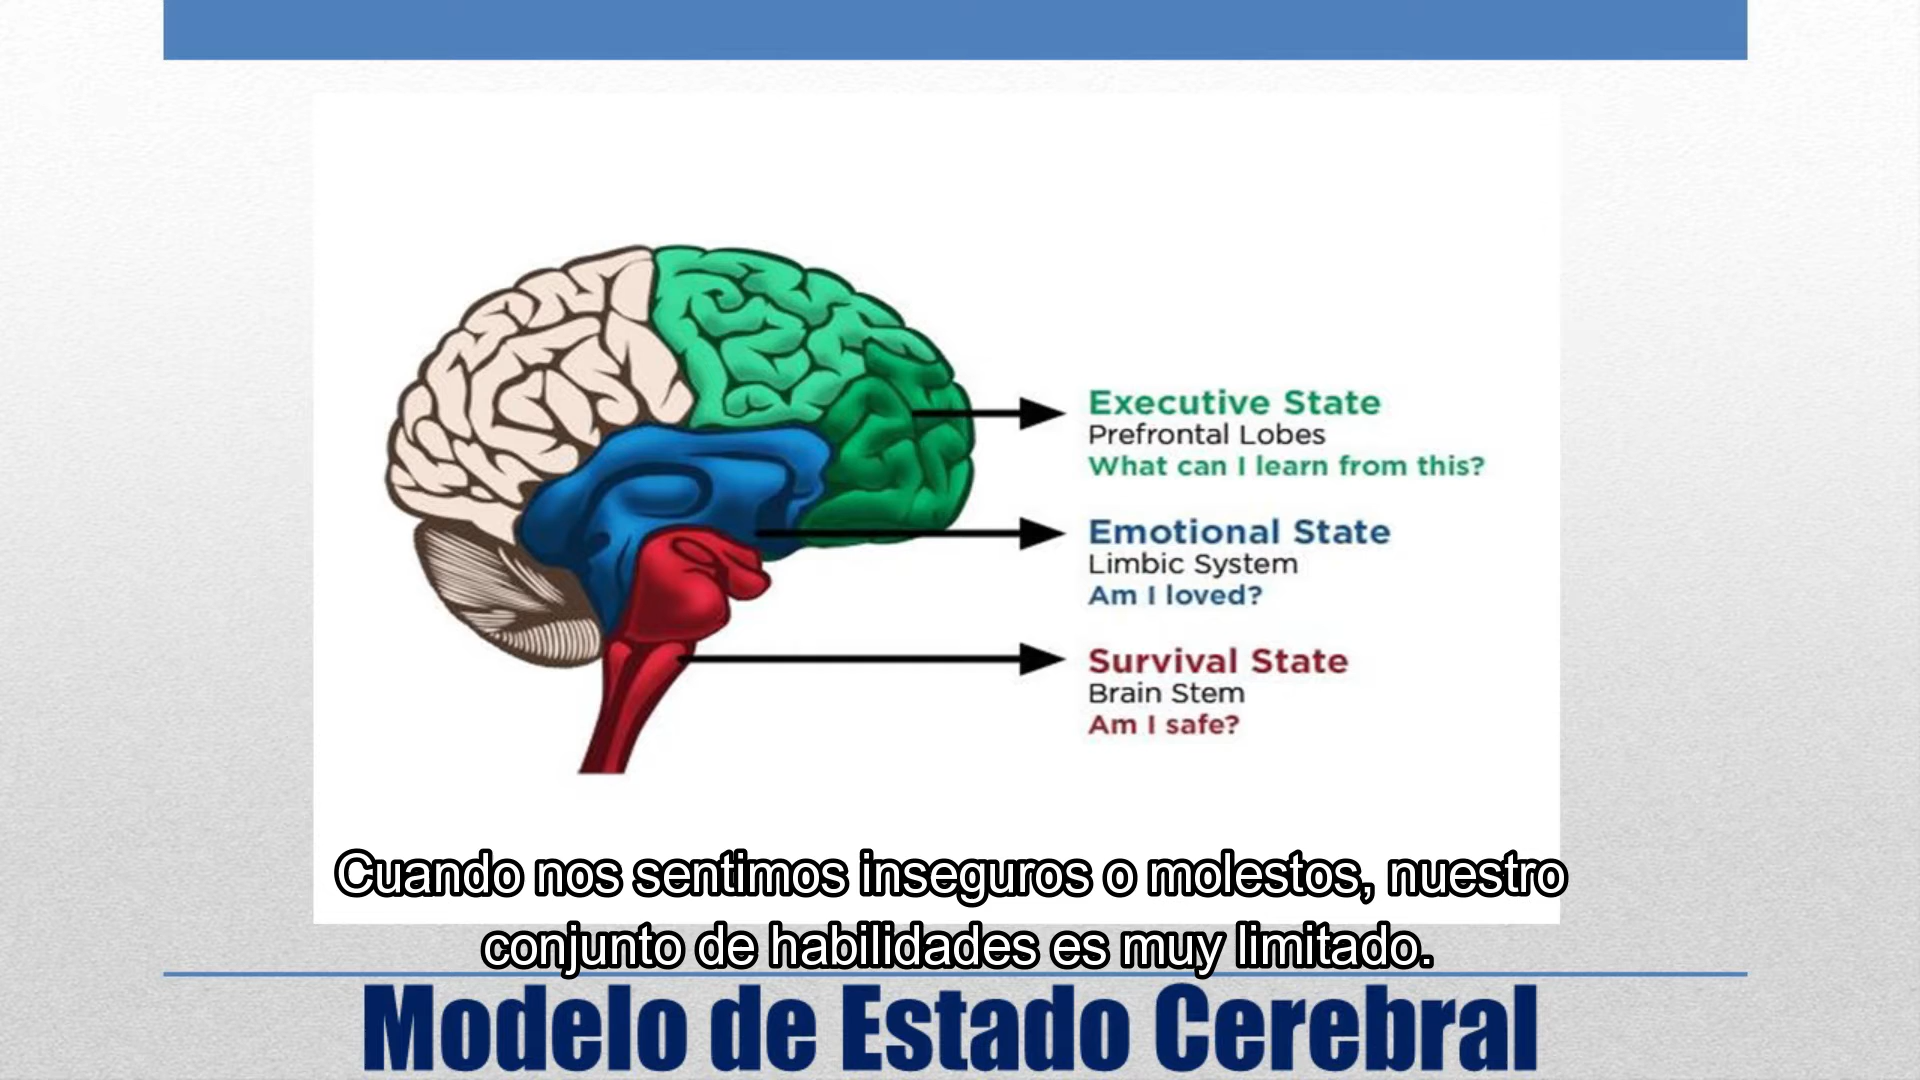 Executive State
Prefrontal Lobes
What can I learn from this?
Emotional State
Limbic System
Am I loved?
Survival State
Brain Stem
Am I safe?
Cuando nos sentimos inseguros o molestos, nuestro
conjunto de habilidades es muy limitado.
Modelo de Estado Cerebral